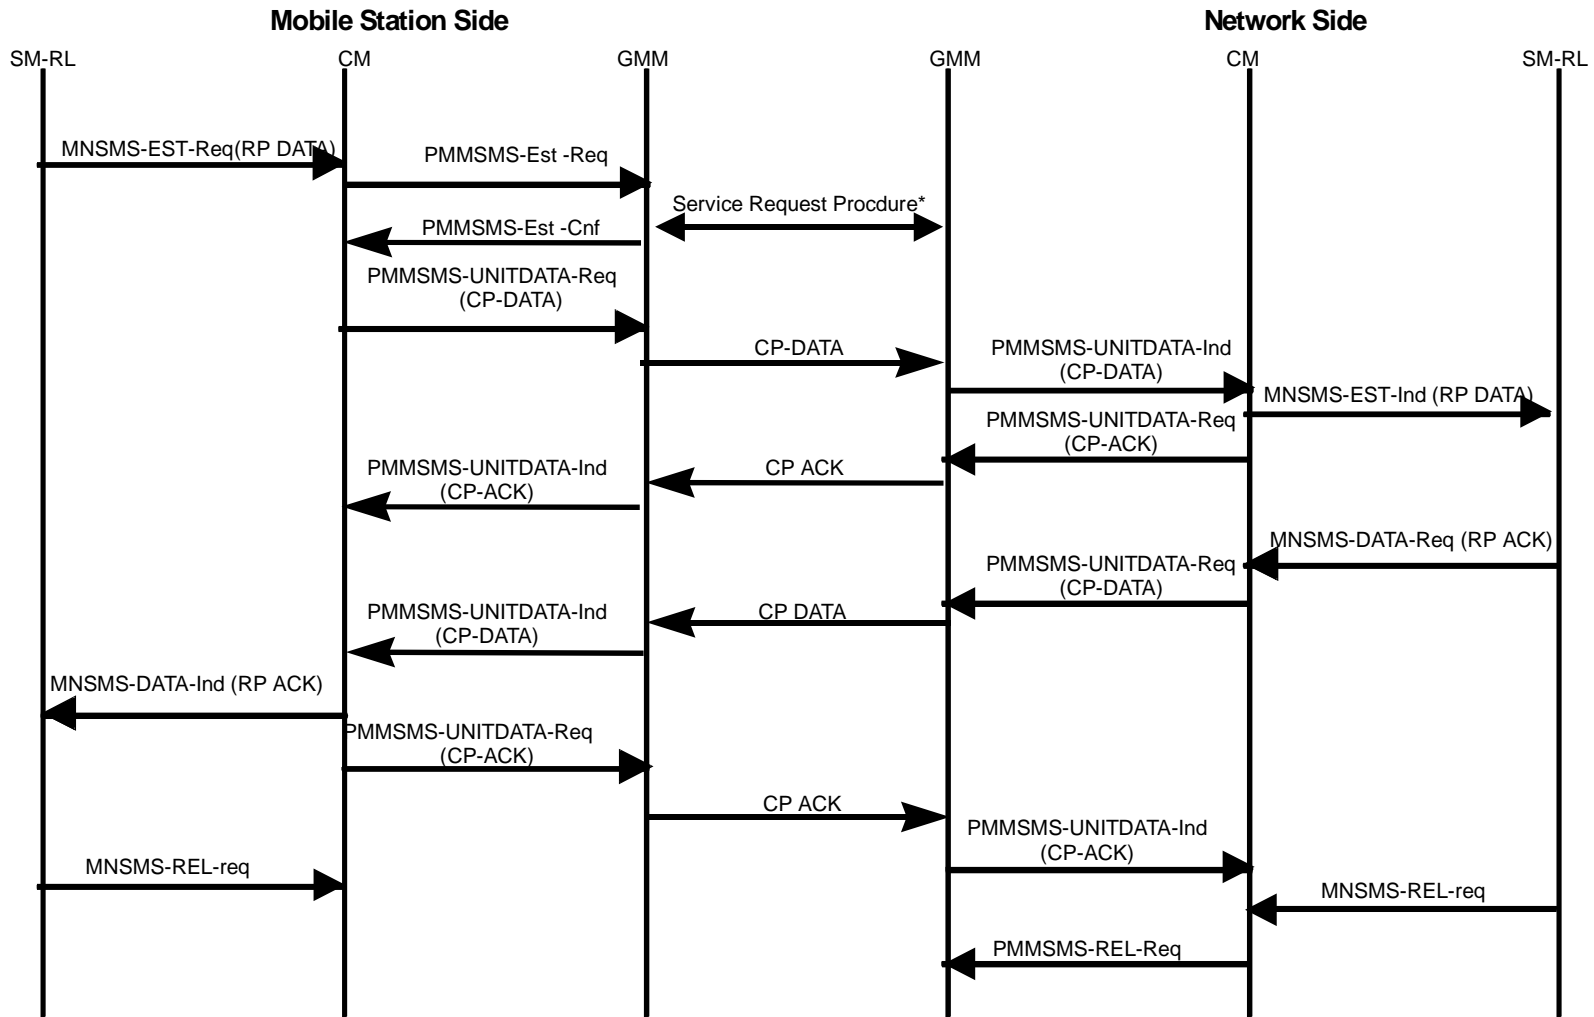 Mobile Station Side
Network Side
SM-RL
CM
GMM
GMM
CM
SM-RL
MNSMS-EST-Req(RP DATA)
PMMSMS-Est -Req
Service Request Procdure*
PMMSMS-Est -Cnf
PMMSMS-UNITDATA-Req
(CP-DATA)
CP-DATA
PMMSMS-UNITDATA-Ind
(CP-DATA)
MNSMS-EST-Ind (RP DATA)
PMMSMS-UNITDATA-Req
(CP-ACK)
CP ACK
PMMSMS-UNITDATA-Ind
(CP-ACK)
MNSMS-DATA-Req (RP ACK)
PMMSMS-UNITDATA-Req
(CP-DATA)
CP DATA
PMMSMS-UNITDATA-Ind
(CP-DATA)
MNSMS-DATA-Ind (RP ACK)
PMMSMS-UNITDATA-Req
(CP-ACK)
CP ACK
PMMSMS-UNITDATA-Ind
(CP-ACK)
MNSMS-REL-req
MNSMS-REL-req
PMMSMS-REL-Req